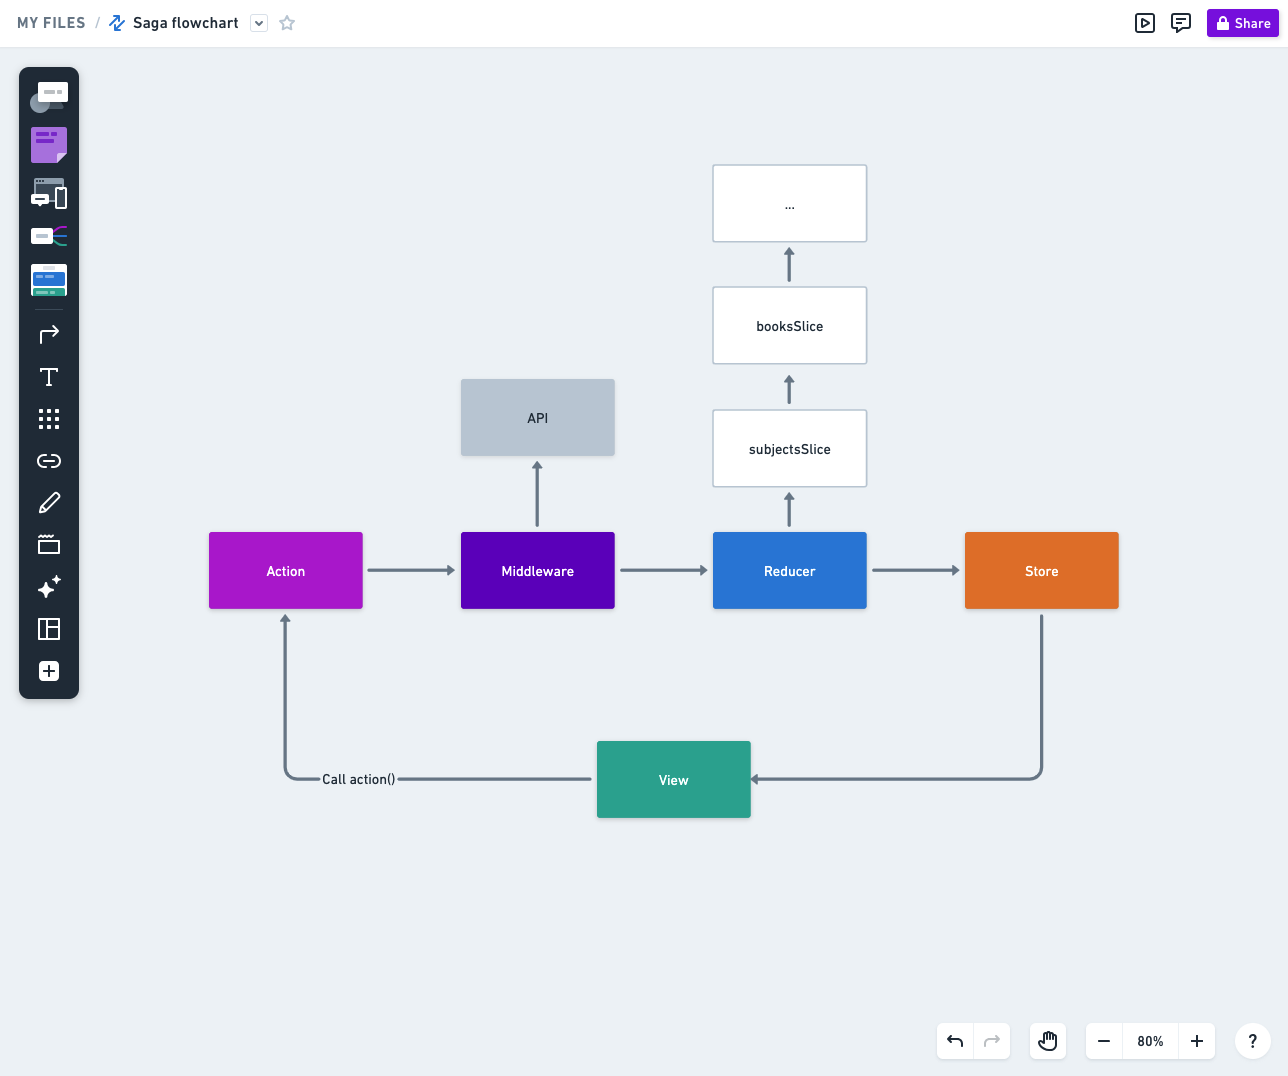 MY FILES / Saga flowchart
Share
...
booksSlice
API
subjectsSlice
Action
Middleware
Reducer
Store
Call action()
View
80%
?